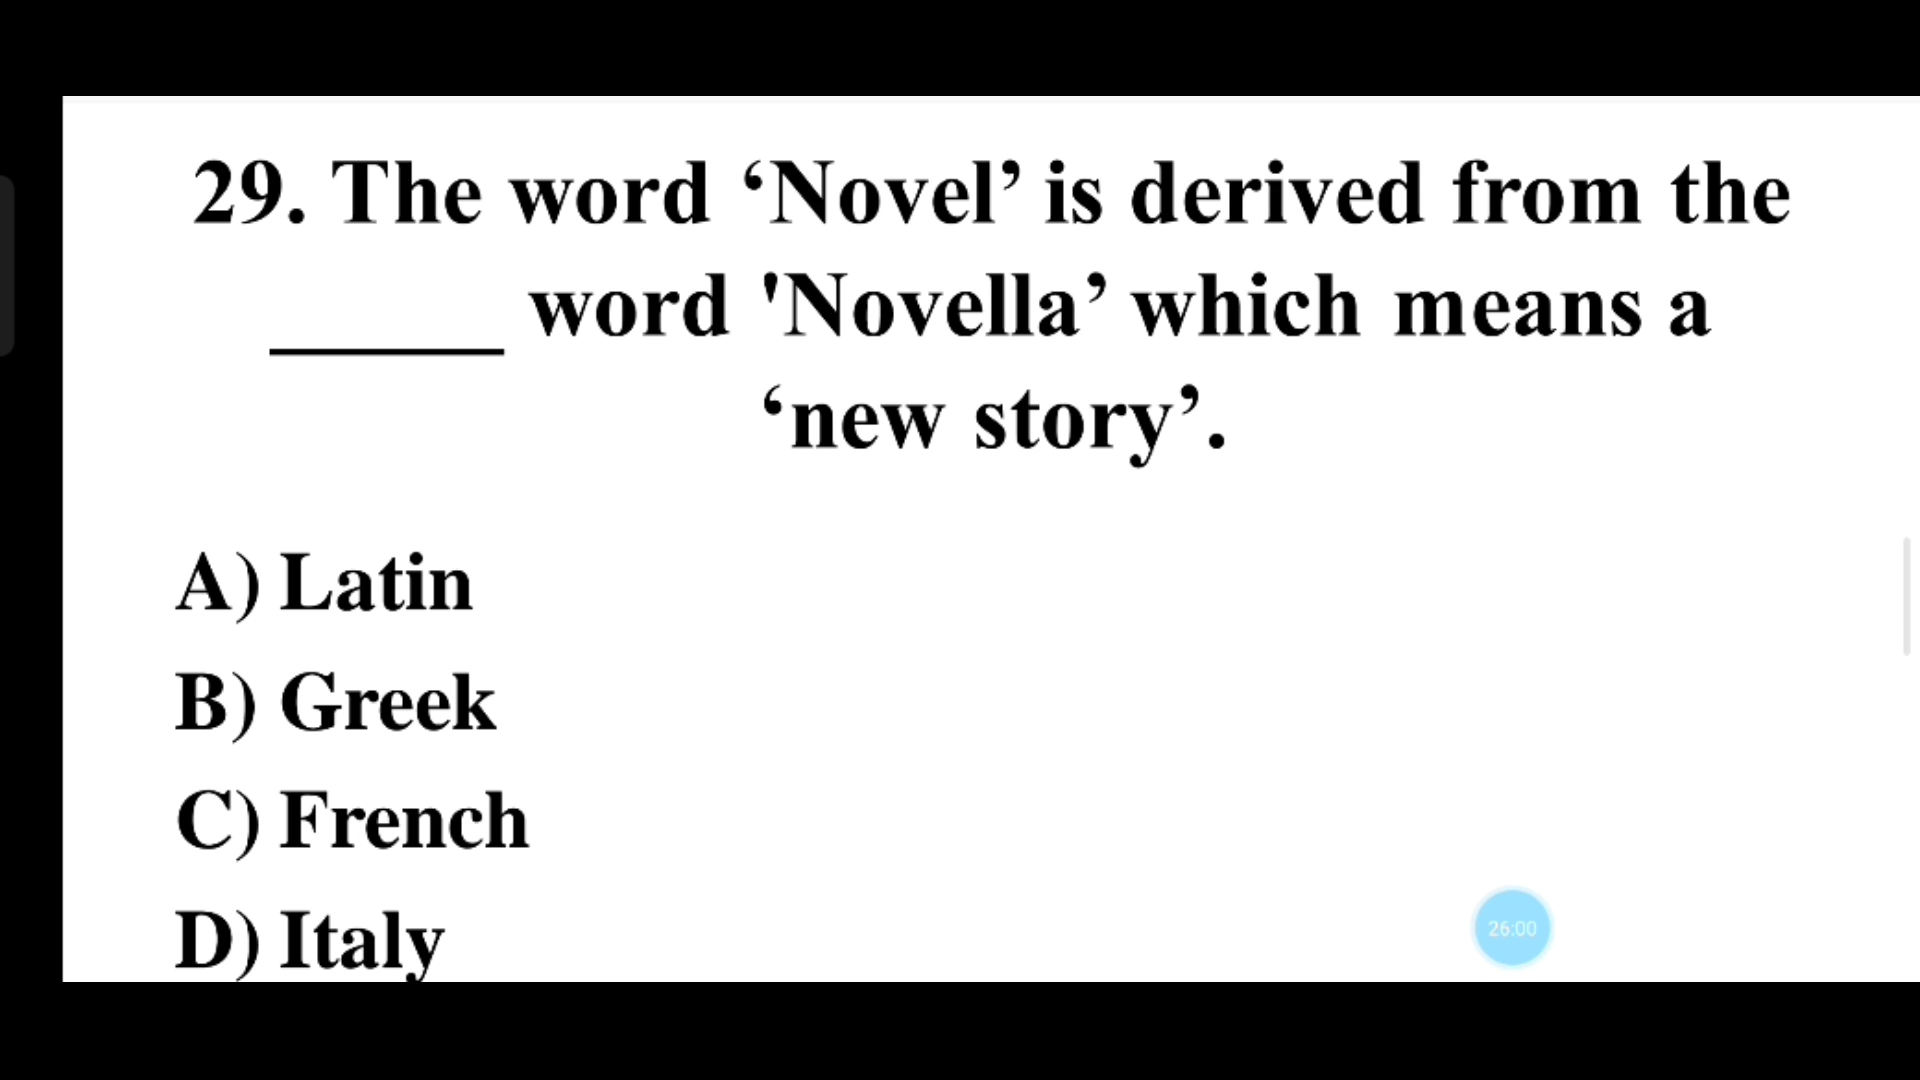 29. The word ‘Novel’ is derived from the
______ word 'Novella’ which means a
‘new story’.
A) Latin
B) Greek
C) French
D) Italy
26:00